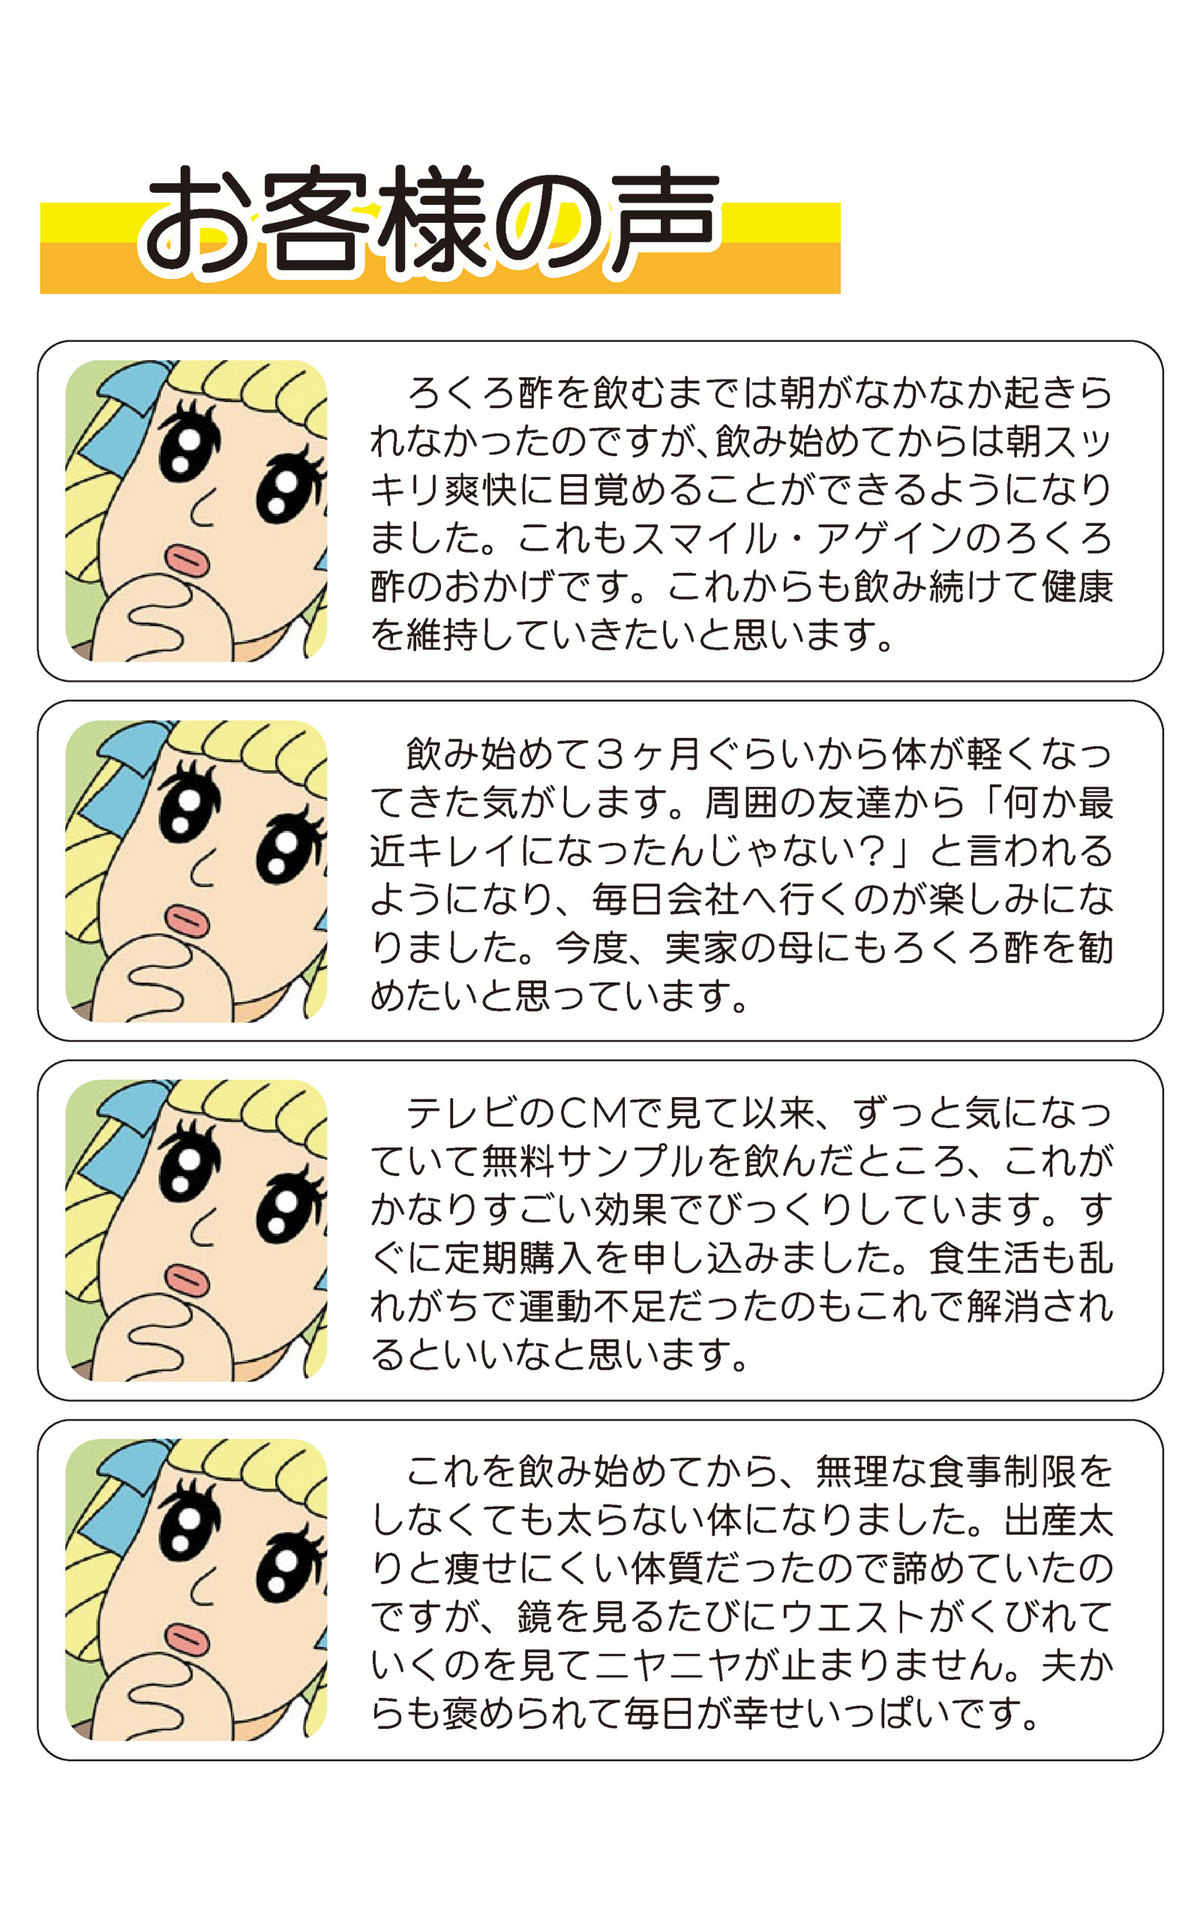 お客様の声
ろくろ酢を飲むまでは朝がなかなか起きら
れなかったのですが、飲み始めてからは朝スッ
キリ爽快に目覚めることができるようになり
ました。これもスマイル・アゲインのろくろ
酢のおかげです。これからも飲み続けて健康
を維持していきたいと思います。
飲み始めて３ヶ月ぐらいから体が軽くなっ
てきた気がします。周囲の友達から「何か最
近キレイになったんじゃない？」と言われる
ようになり、毎日会社へ行くのが楽しみにな
りました。今度、実家の母にもろくろ酢を勧
めたいと思っています。
テレビのＣＭで見て以来、ずっと気になっ
ていて無料サンプルを飲んだところ、これが
かなりすごい効果でびっくりしています。す
ぐに定期購入を申し込みました。食生活も乱
れがちで運動不足だったのもこれで解消され
るといいなと思います。
これを飲み始めてから、無理な食事制限を
しなくても太らない体になりました。出産太
りと痩せにくい体質だったので諦めていたの
ですが、鏡を見るたびにウエストがくびれて
いくのを見てニヤニヤが止まりません。夫か
らも褒められて毎日が幸せいっぱいです。